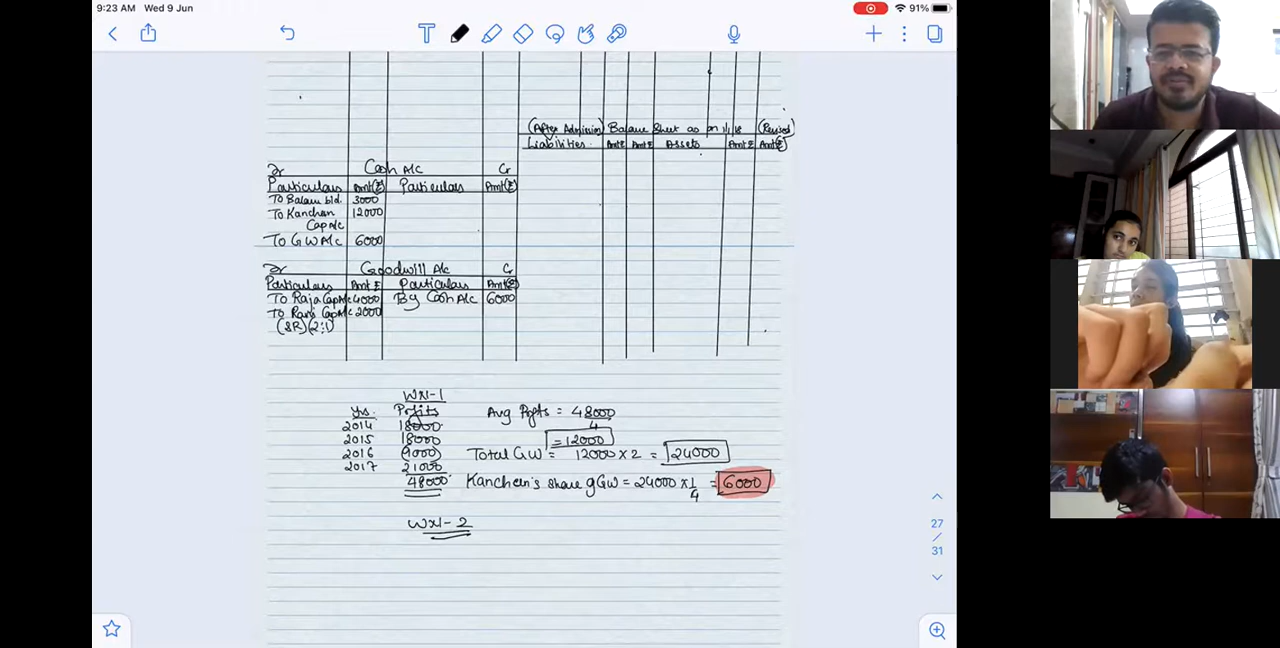 9:23 AM Wed 9 Jun
91%
(After Admission) Balance Sheet as on 1/1/18 (Revised)
Liabilities Amt ₹ Amt ₹ Assets Amt ₹ Amt ₹
Dr Cash A/c Cr
Particulars Amt(₹) Particulars Amt(₹)
To Balance b/d. 3000
To Kanchan 12000
Cap A/c
To GW A/c 6000
Dr Goodwill A/c Cr
Particulars Amt ₹ Particulars Amt(₹)
To Raja Cap A/c 4000 By Cash A/c 6000
Cap A/c 2000
(SR) (2:1)
WN-1
Yrs. Profits Avg Pofts = 48000/4
2014 18000
2015 18000 = 12000
2016 (9000) Total GW = 12000 × 2 = 24000
2017 21000
48000 Kanchan's share of GW = 24000 × 1/4 = 6000
WN-2
27
/
31